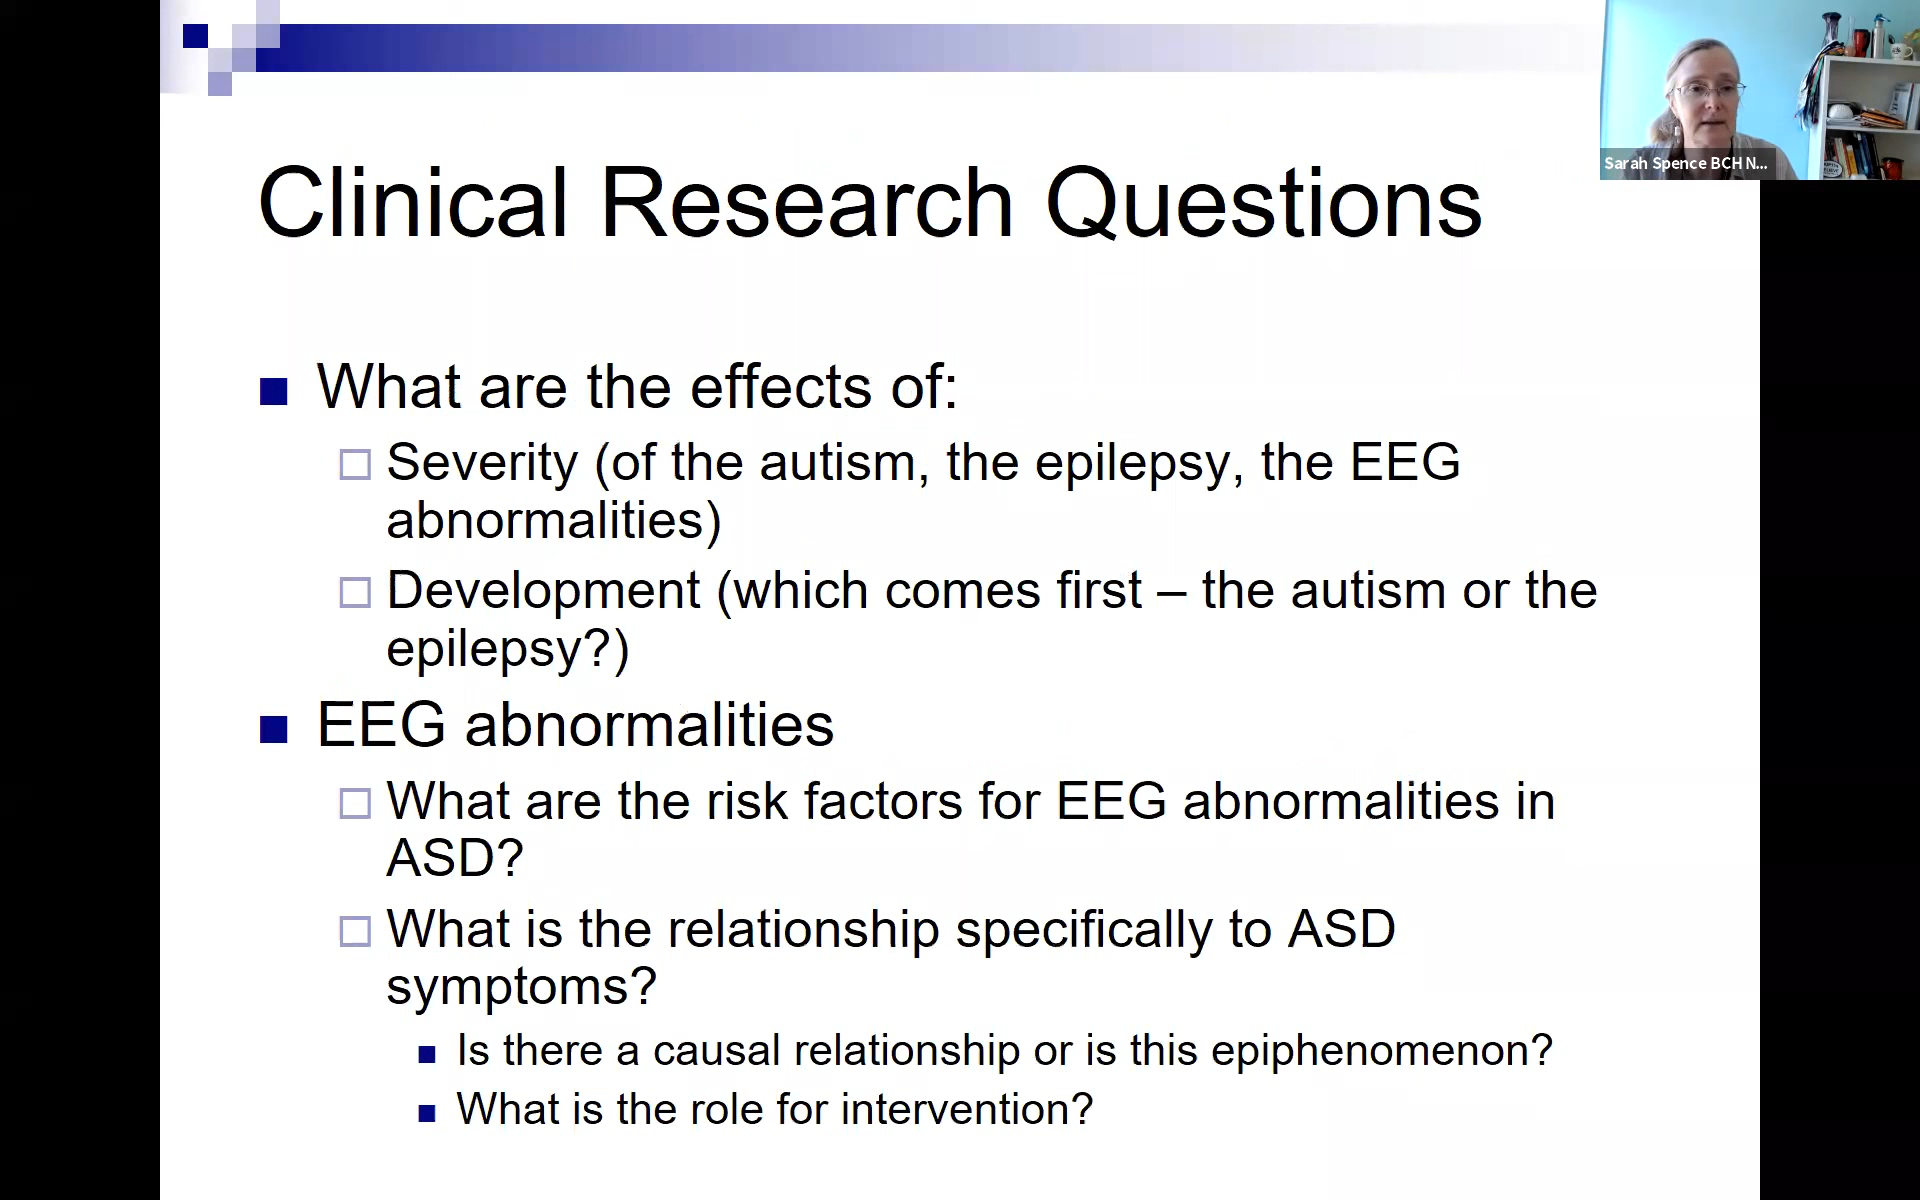 Sarah Spence BCH N...
Clinical Research Questions
What are the effects of:
Severity (of the autism, the epilepsy, the EEG
abnormalities)
Development (which comes first – the autism or the
epilepsy?)
EEG abnormalities
What are the risk factors for EEG abnormalities in
ASD?
What is the relationship specifically to ASD
symptoms?
Is there a causal relationship or is this epiphenomenon?
What is the role for intervention?